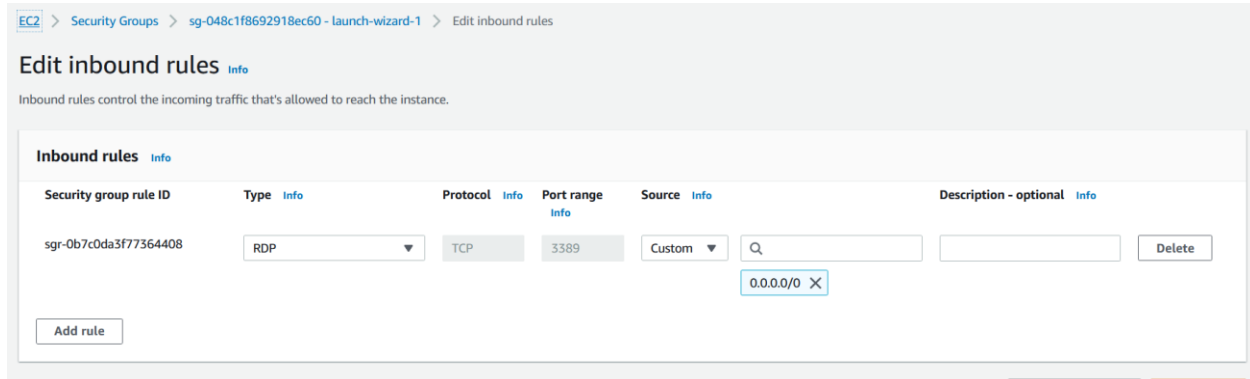 EC2 > Security Groups > sg-048c1f8692918ec60 - launch-wizard-1 > Edit inbound rules
Edit inbound rules Info
Inbound rules control the incoming traffic that's allowed to reach the instance.
Inbound rules Info
Security group rule ID Type Info Protocol Info Port range Source Info Description - optional Info
Info
sgr-0b7c0da3f77364408 RDP TCP 3389 Custom Delete
0.0.0.0/0
Add rule